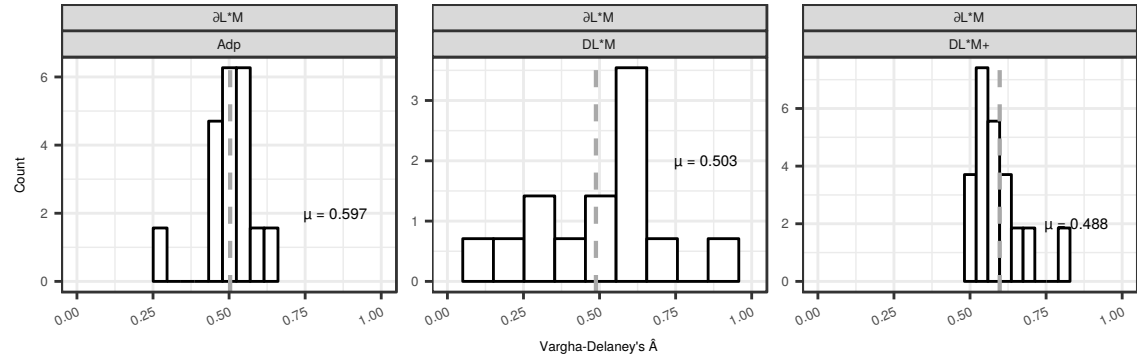 ∂L*M
Adp
Count
6
4
2
0
μ = 0.597
0.00
0.25
0.50
0.75
1.00
∂L*M
DL*M
3
2
1
0
μ = 0.503
0.00
0.25
0.50
0.75
1.00
∂L*M
DL*M+
6
4
2
0
μ = 0.488
0.00
0.25
0.50
0.75
1.00
Vargha-Delaney's Â